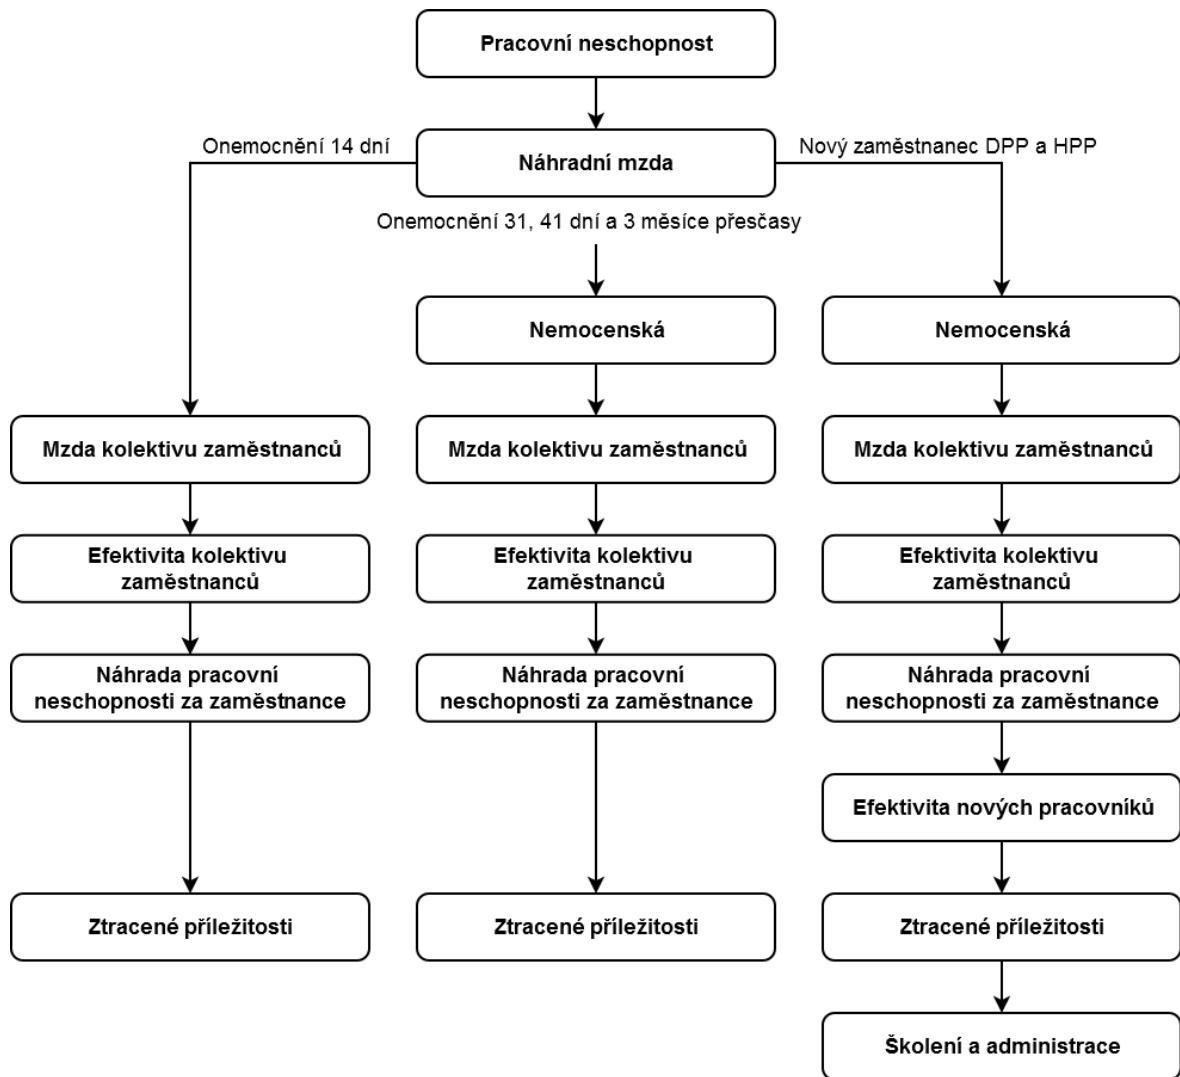 Pracovní neschopnost
Onemocnění 14 dní
Náhradní mzda
Nový zaměstnanec DPP a HPP
Onemocnění 31, 41 dní a 3 měsíce přesčasy
Nemocenská
Nemocenská
Mzda kolektivu zaměstnanců
Mzda kolektivu zaměstnanců
Mzda kolektivu zaměstnanců
Efektivita kolektivu
zaměstnanců
Efektivita kolektivu
zaměstnanců
Efektivita kolektivu
zaměstnanců
Náhrada pracovní
neschopnosti za zaměstnance
Náhrada pracovní
neschopnosti za zaměstnance
Náhrada pracovní
neschopnosti za zaměstnance
Efektivita nových pracovníků
Ztracené příležitosti
Ztracené příležitosti
Ztracené příležitosti
Školení a administrace